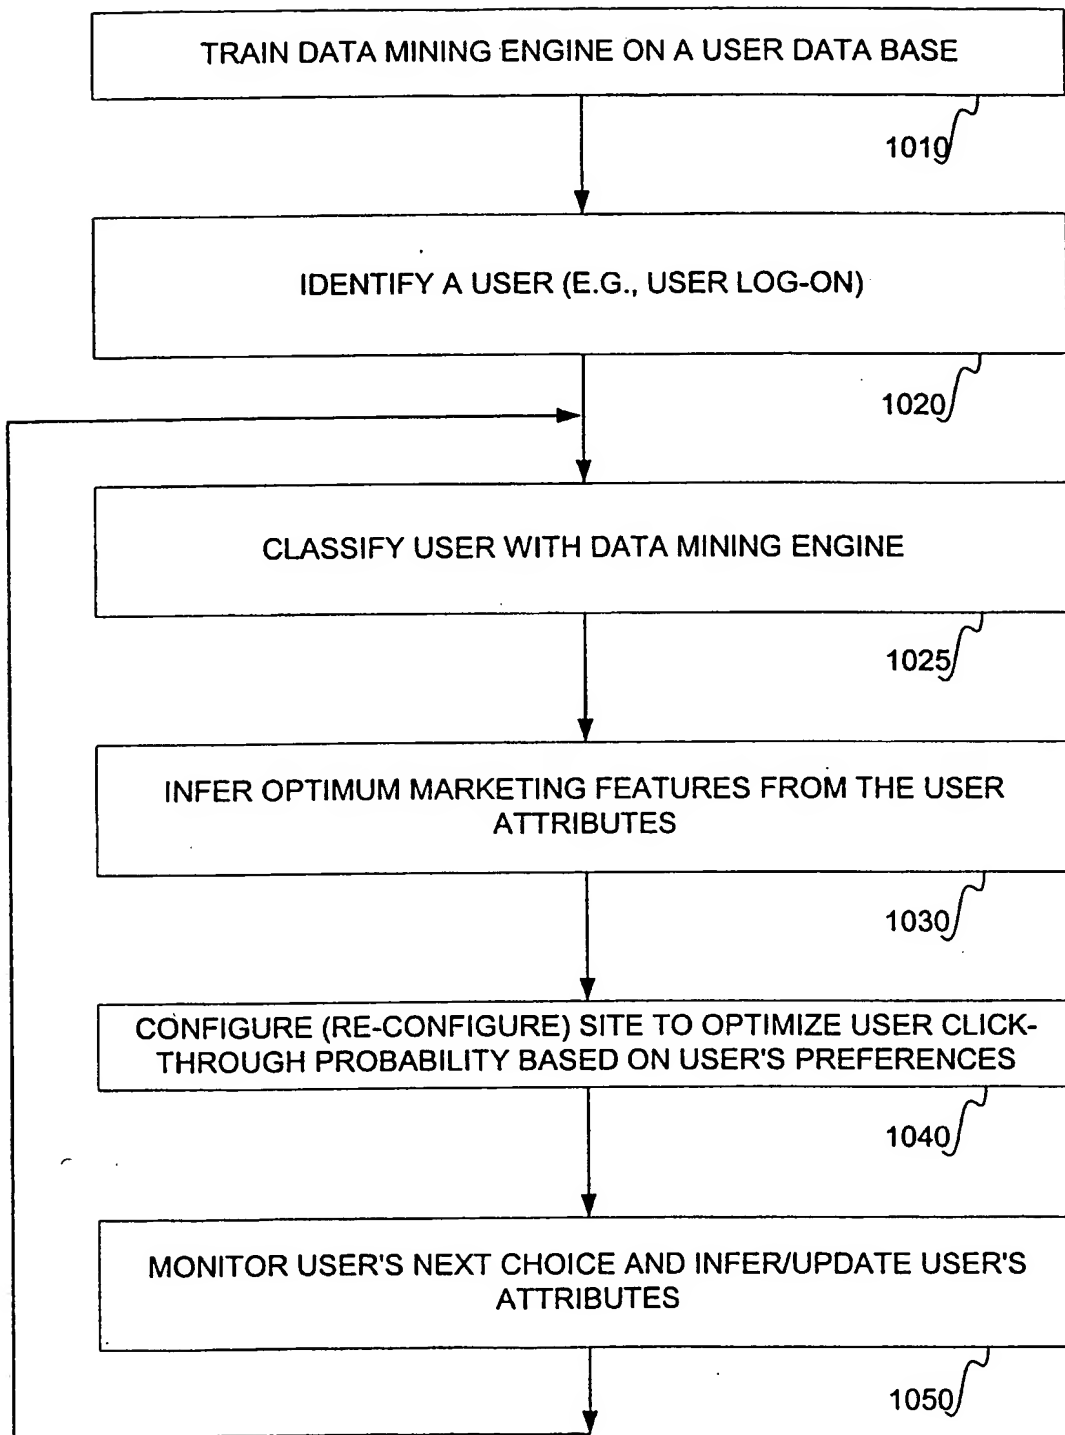 TRAIN DATA MINING ENGINE ON A USER DATA BASE
1010
IDENTIFY A USER (E.G., USER LOG-ON)
1020
CLASSIFY USER WITH DATA MINING ENGINE
1025
INFER OPTIMUM MARKETING FEATURES FROM THE USER
ATTRIBUTES
1030
CONFIGURE (RE-CONFIGURE) SITE TO OPTIMIZE USER CLICK-
THROUGH PROBABILITY BASED ON USER'S PREFERENCES
1040
MONITOR USER'S NEXT CHOICE AND INFER/UPDATE USER'S
ATTRIBUTES
1050